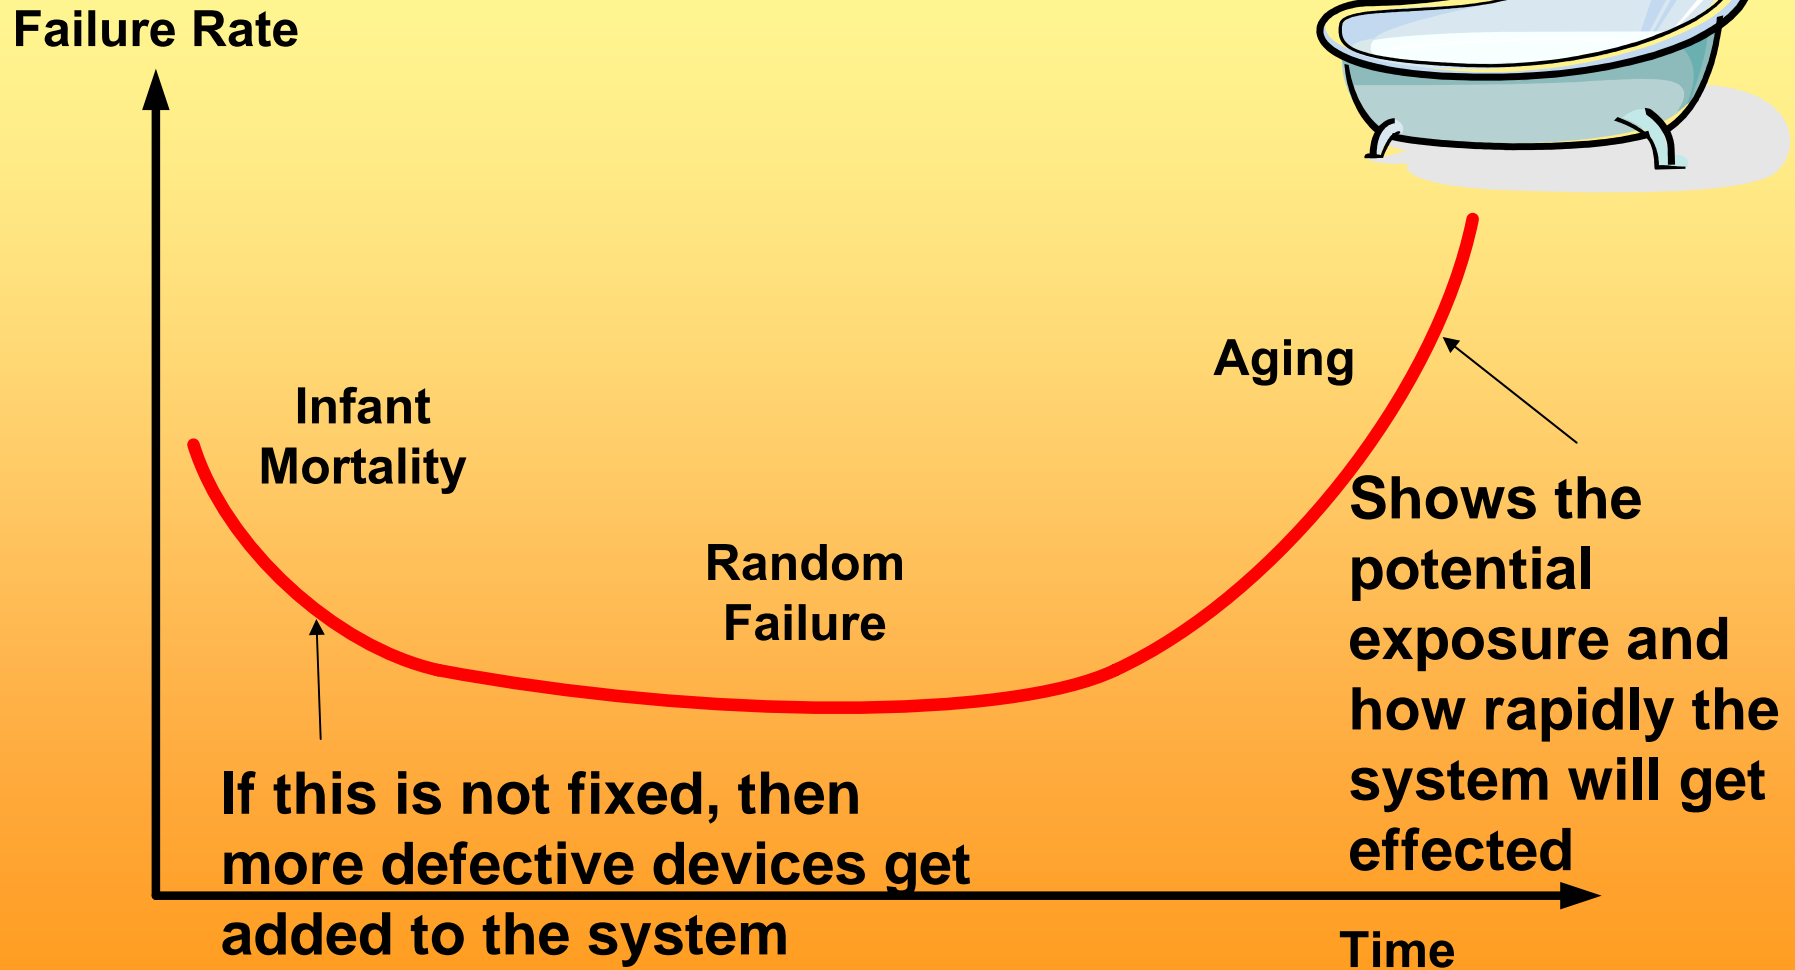 Failure Rate
Infant
Mortality
Random
Failure
Aging
If this is not fixed, then
more defective devices get
added to the system
Shows the
potential
exposure and
how rapidly the
system will get
effected
Time